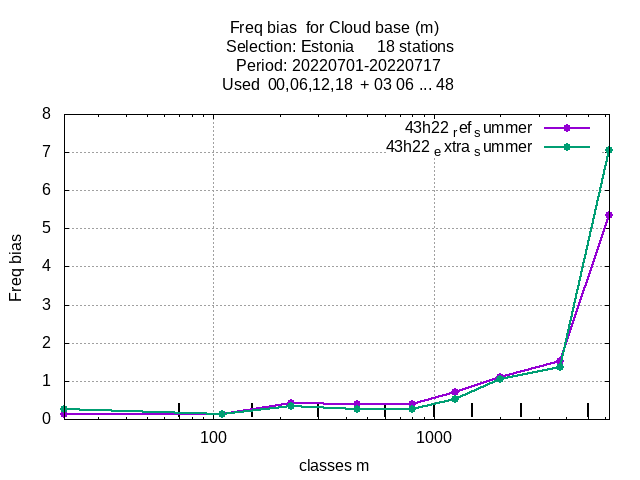 Freq bias  for Cloud base (m)
Selection: Estonia     18 stations
Period: 20220701-20220717
Used  00,06,12,18  + 03 06 ... 48
43h22 ref summer
43h22 extra summer
8
7
6
5
4
3
2
1
0
Freq bias
100
1000
classes m